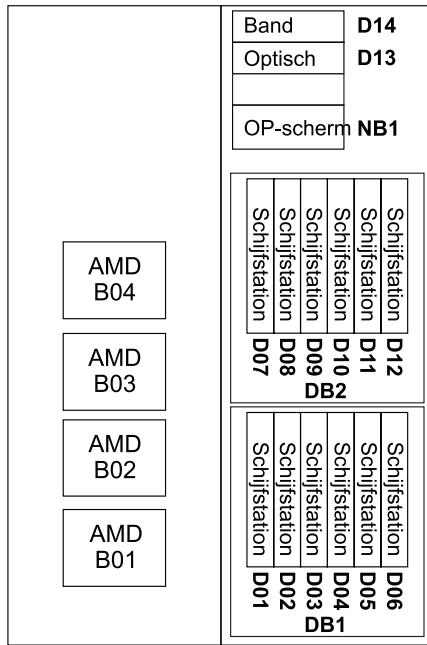 Band D14
Optisch D13
OP-scherm NB1
AMD
B04
AMD
B03
AMD
B02
AMD
B01
Schijfstation Schijfstation Schijfstation Schijfstation Schijfstation Schijfstation
D07 D08 D09 D10 D11 D12
DB2
Schijfstation Schijfstation Schijfstation Schijfstation Schijfstation Schijfstation
D01 D02 D03 D04 D05 D06
DB1